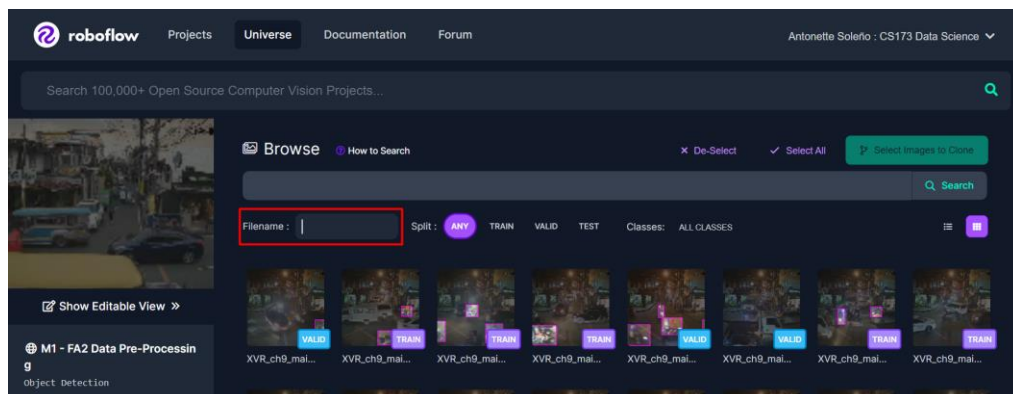 roboflow Projects Universe Documentation Forum Antonette Soleño : CS173 Data Science
Search 100,000+ Open Source Computer Vision Projects...
Browse How to Search De-Select Select All Select Images to Clone
Search
Filename : Split : ANY TRAIN VALID TEST Classes: ALL CLASSES
Show Editable View »
VALID TRAIN TRAIN TRAIN VALID VALID TRAIN TRAIN
XVR_ch9_mai... XVR_ch9_mai... XVR_ch9_mai... XVR_ch9_mai... XVR_ch9_mai... XVR_ch9_mai... XVR_ch9_mai... XVR_ch9_mai...
M1 - FA2 Data Pre-Processin
g
Object Detection